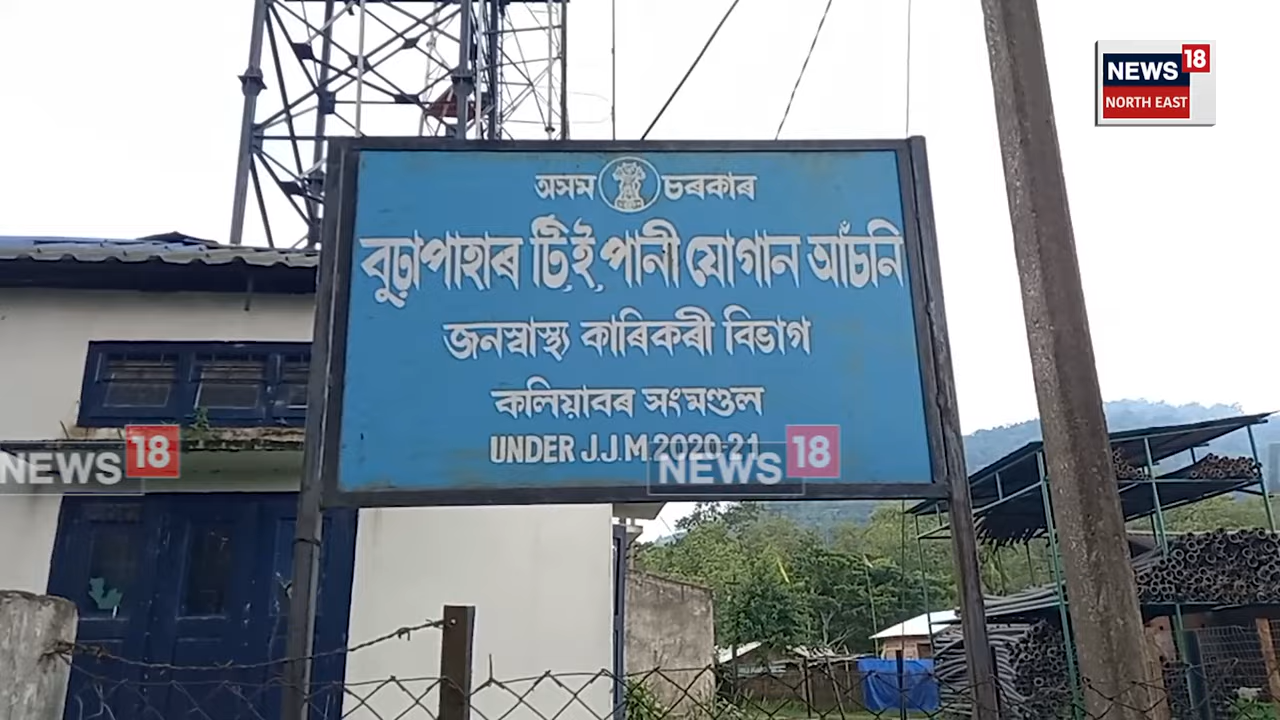 NEWS 18
NORTH EAST
অসম চৰকাৰ
বুঢ়াপাহাৰ টি.ই. পানী যোগান আঁচনি
জনস্বাস্থ্য কাৰিকৰী বিভাগ
কলিয়াবৰ সংমণ্ডল
UNDER J.J.M. 2020-21
NEWS 18
NEWS 18